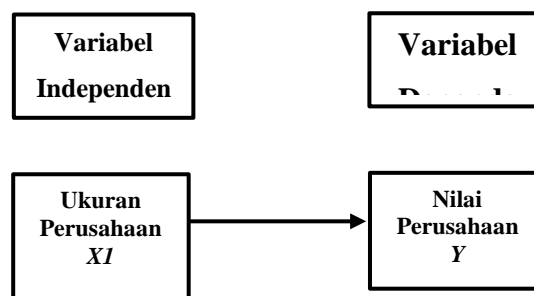 Variabel
Independen
Variabel
Ukuran
Perusahaan
X1
Nilai
Perusahaan
Y